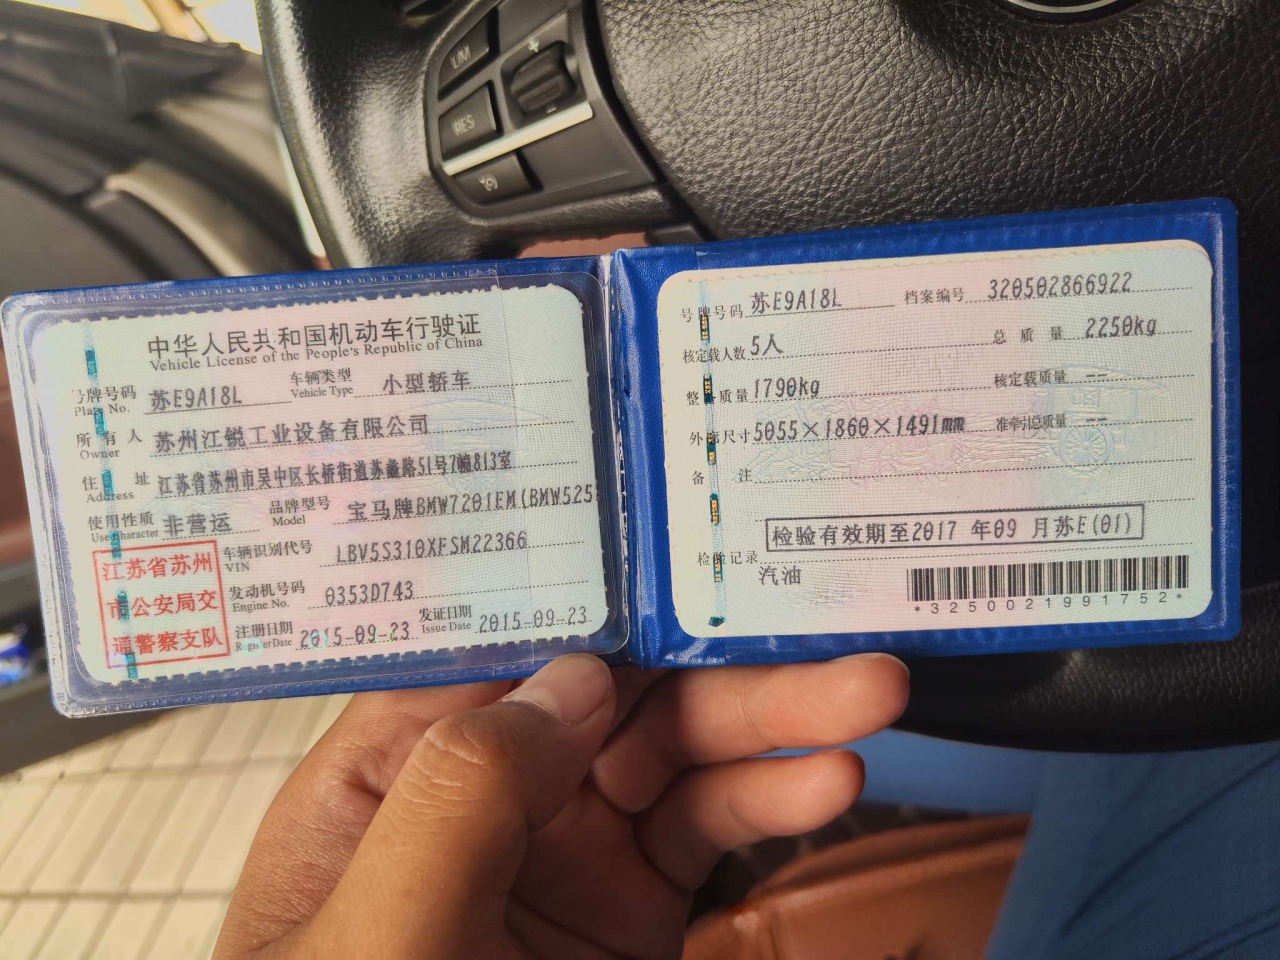 LIM
+
RES
-
中华人民共和国机动车行驶证
Vehicle License of the People's Republic of China
号牌号码 苏E9A18L 车辆类型 小型轿车
Plate No. Vehicle Type
所有人 苏州江锐工业设备有限公司
Owner
住址 江苏省苏州市吴中区长桥街道苏蠡路51号7幢813室
Address
使用性质 非营运 品牌型号 宝马牌BMW7201EM(BMW525
Use Character Model
车辆识别代号 LBV5S310XFSM22366
VIN
发动机号码 0353D743
Engine No.
注册日期 2015-09-23 发证日期 2015-09-23
Register Date Issue Date
江苏省苏州
市公安局交
通警察支队
号牌号码 苏E9A18L 档案编号 320502866922
核定载人数 5人 总质量 2250kg
整备质量 1790kg 核定载质量 --
外廓尺寸 5055×1860×1491mm 准牵引总质量 --
备注
检验有效期至2017 年09 月苏E(01)
检验记录
汽油
*3250021991752*